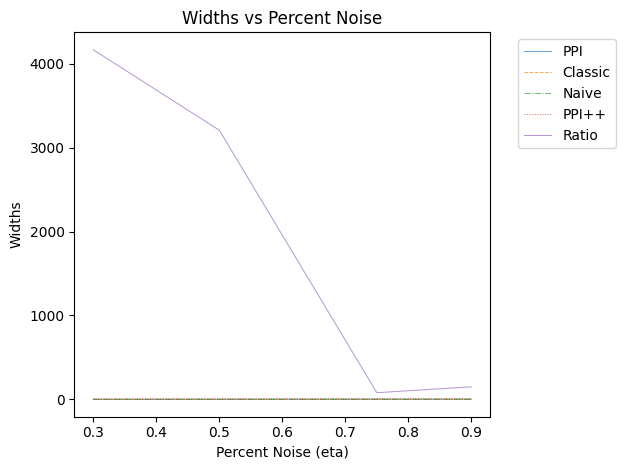 Widths vs Percent Noise
PPI
Classic
Naive
PPI++
Ratio
4000
3000
2000
1000
0
Widths
0.3
0.4
0.5
0.6
0.7
0.8
0.9
Percent Noise (eta)